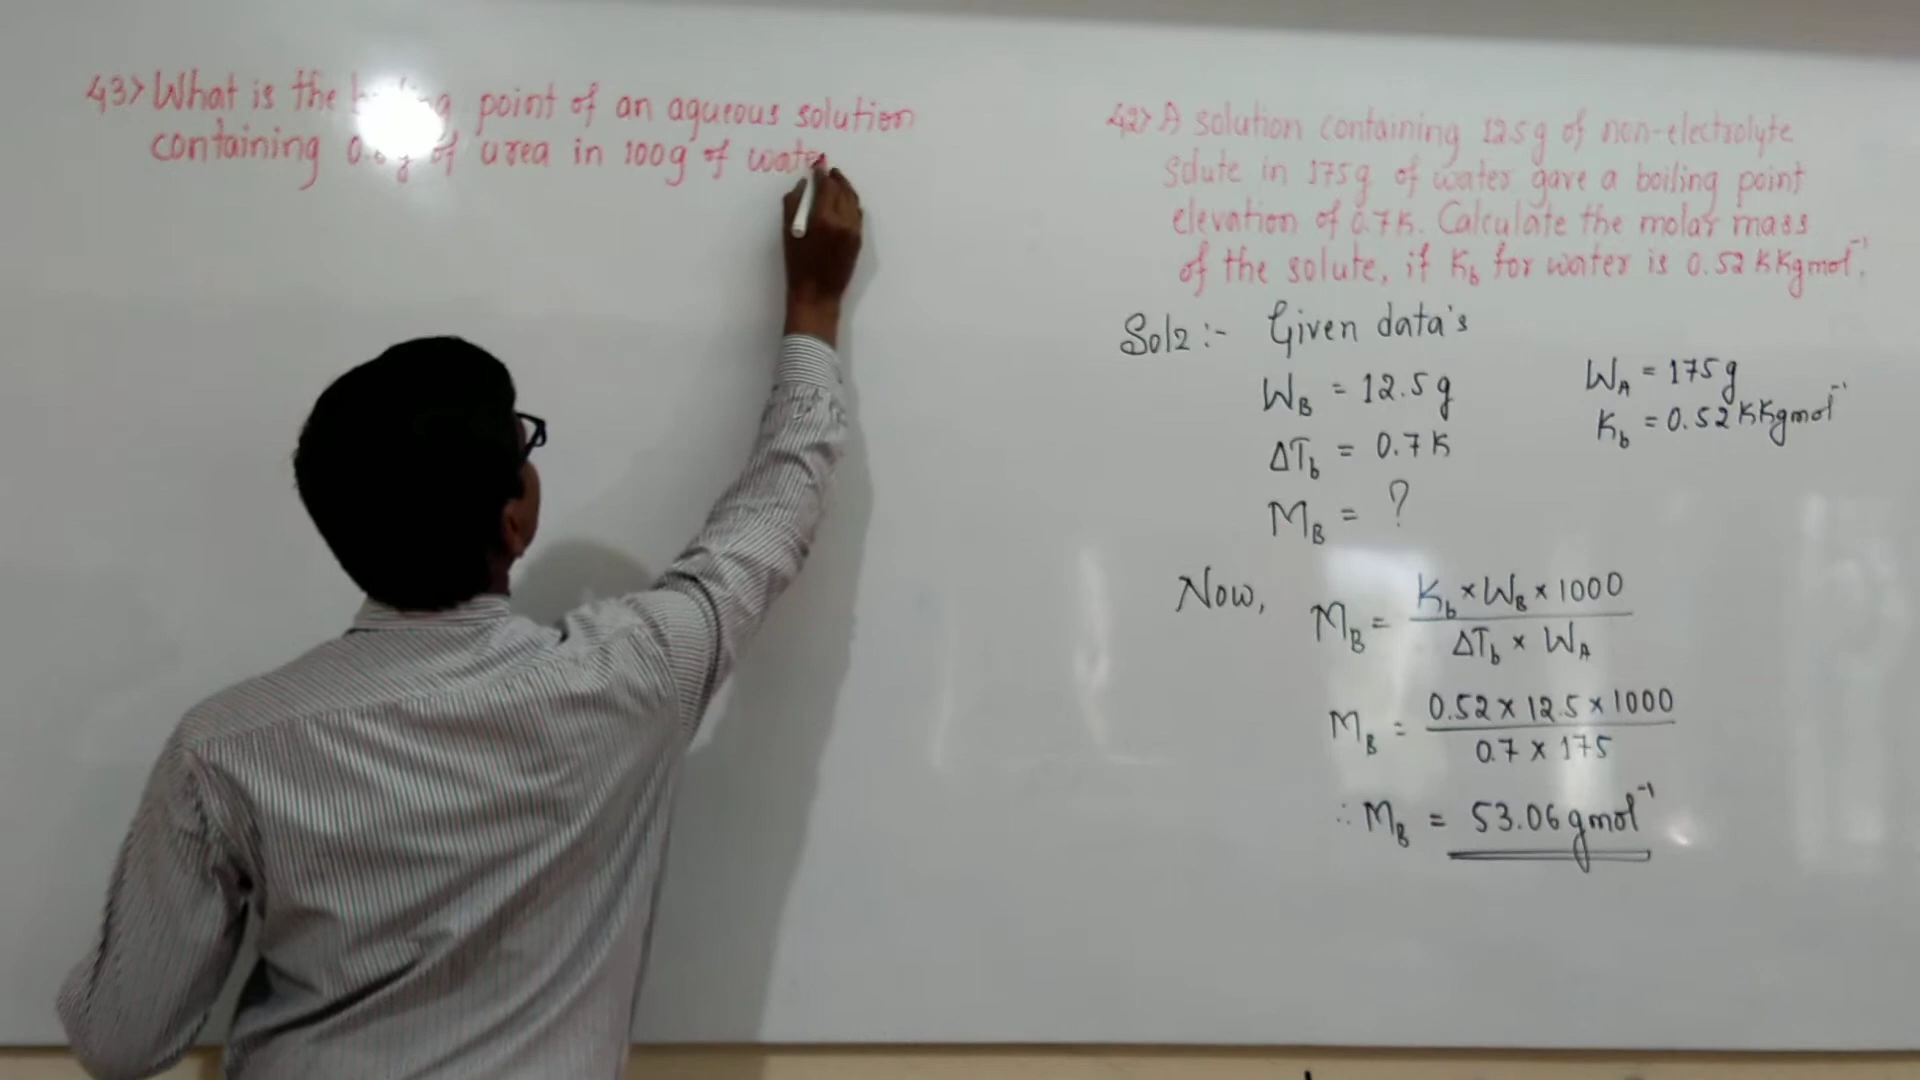 43> What is the point of an aqueous solution
containing of urea in 100g of water
42> A solution containing 12.5g of non-electrolyte
solute in 175g of water gave a boiling point
elevation of 0.7K. Calculate the molar mass
of the solute, if Kb for water is 0.52 KKgmol⁻¹.
Sol2 :- Given data's
WB = 12.5g WA = 175g
ΔTb = 0.7K Kb = 0.52 KKgmol⁻¹
MB = ?
Now, MB = Kb × WB × 1000
ΔTb × WA
MB = 0.52 × 12.5 × 1000
0.7 × 175
∴ MB = 53.06 gmol⁻¹